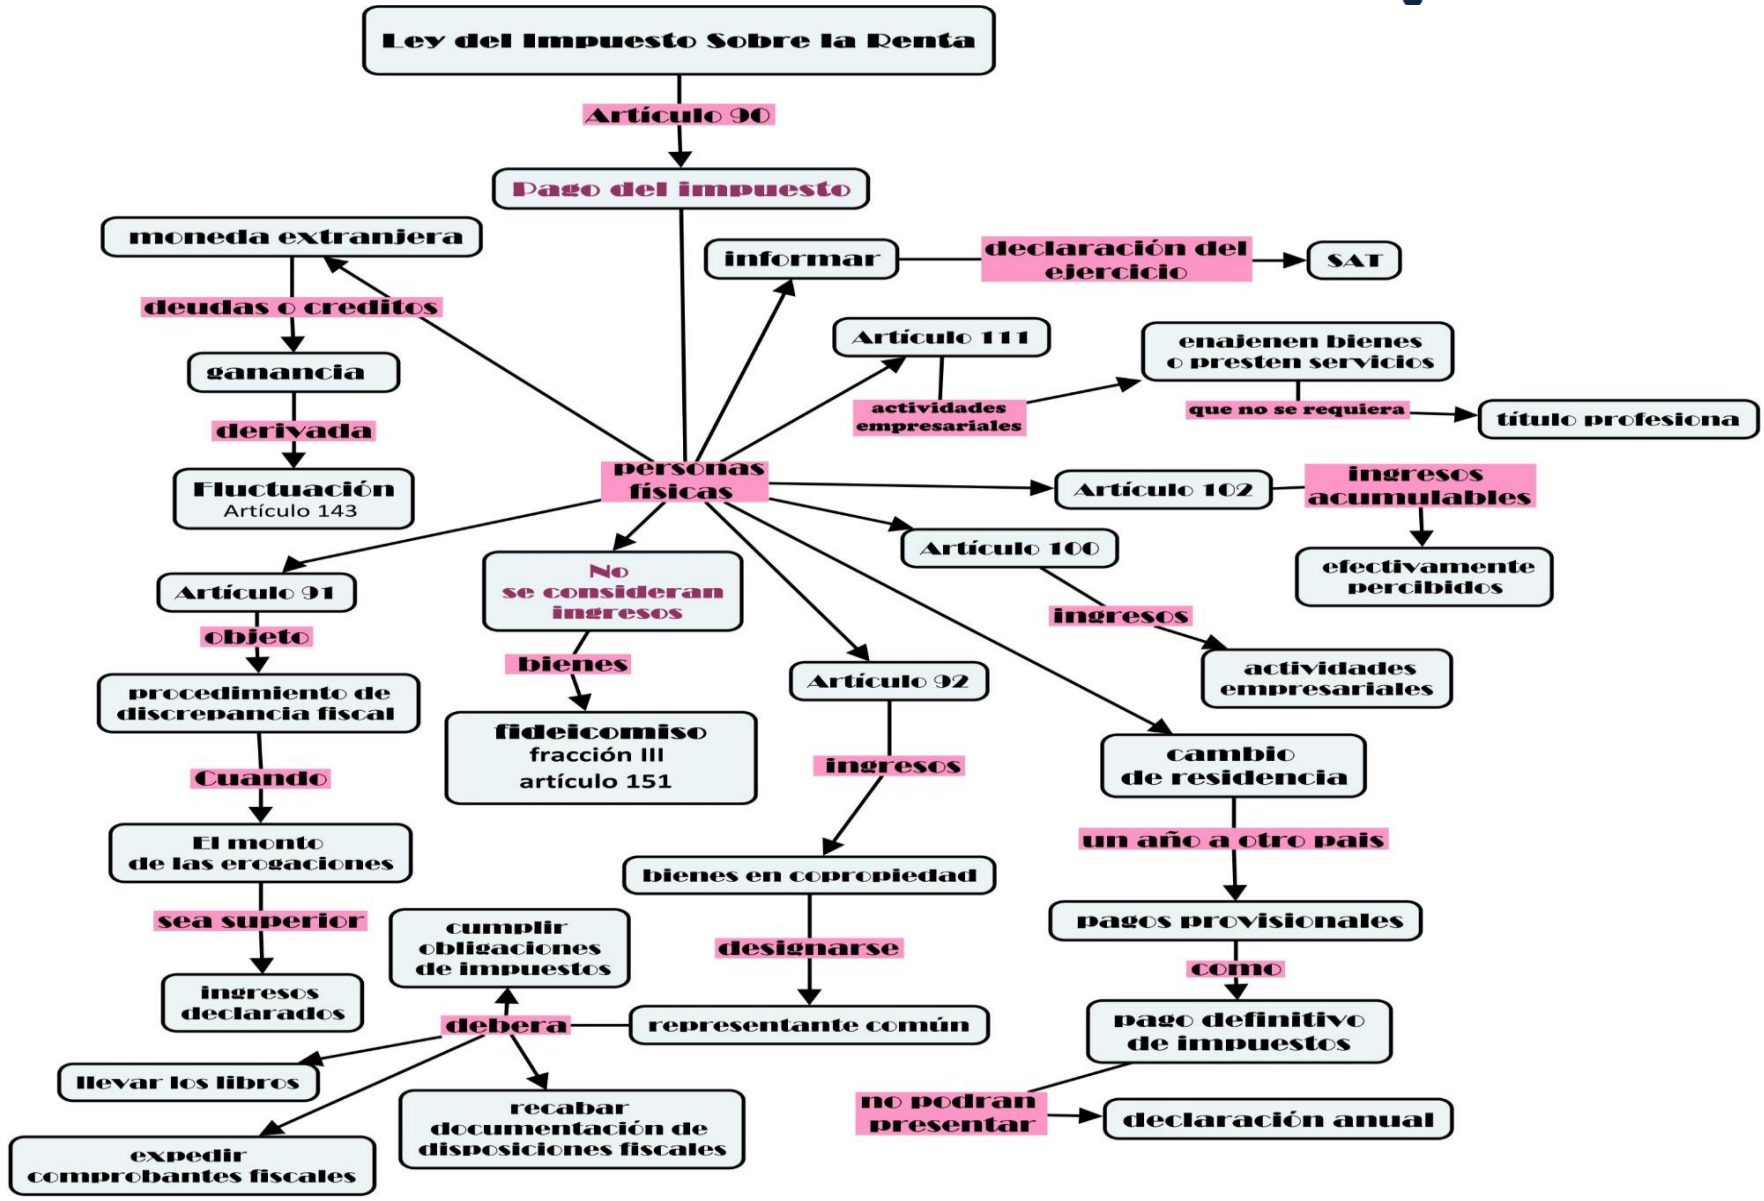 Ley del Impuesto Sobre la Renta
Artículo 90
Pago del impuesto
moneda extranjera
deudas o creditos
ganancia
derivada
Fluctuación
Artículo 143
informar
declaración del
ejercicio
SAT
Artículo 111
actividades
empresariales
enajenen bienes
o presten servicios
que no se requiera
título profesiona
personas
físicas
Artículo 102
ingresos
acumulables
efectivamente
percibidos
Artículo 100
ingresos
actividades
empresariales
Artículo 91
objeto
procedimiento de
discrepancia fiscal
Cuando
El monto
de las erogaciones
sea superior
ingresos
declarados
No
se consideran
ingresos
bienes
fideicomiso
fracción III
artículo 151
Artículo 92
ingresos
bienes en copropiedad
designarse
representante común
debera
cumplir
obligaciones
de impuestos
llevar los libros
expedir
comprobantes fiscales
recabar
documentación de
disposiciones fiscales
cambio
de residencia
un año a otro pais
pagos provisionales
como
pago definitivo
de impuestos
no podran
presentar
declaración anual